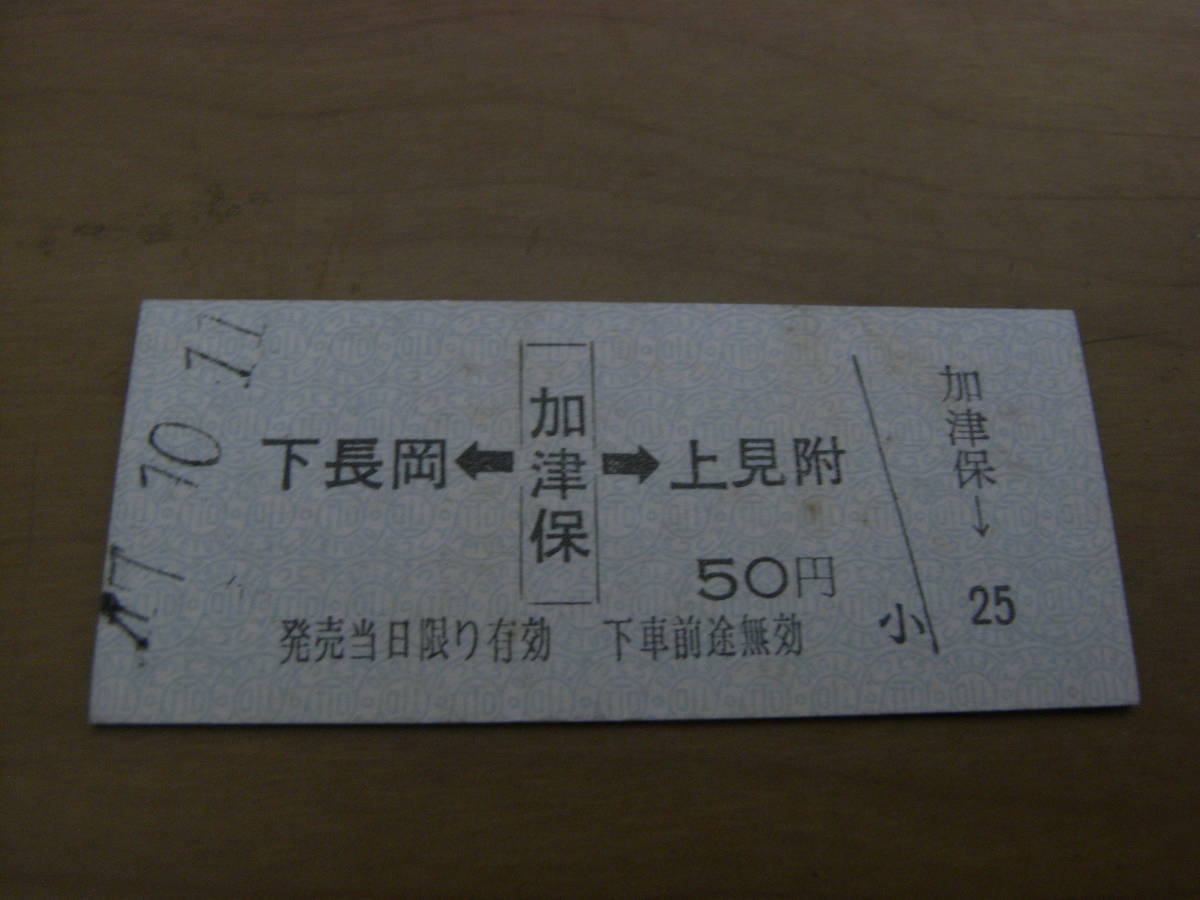 下長岡←加津保→上見附
50円
発売当日限り有効 下車前途無効
小
加津保→
25
10.11